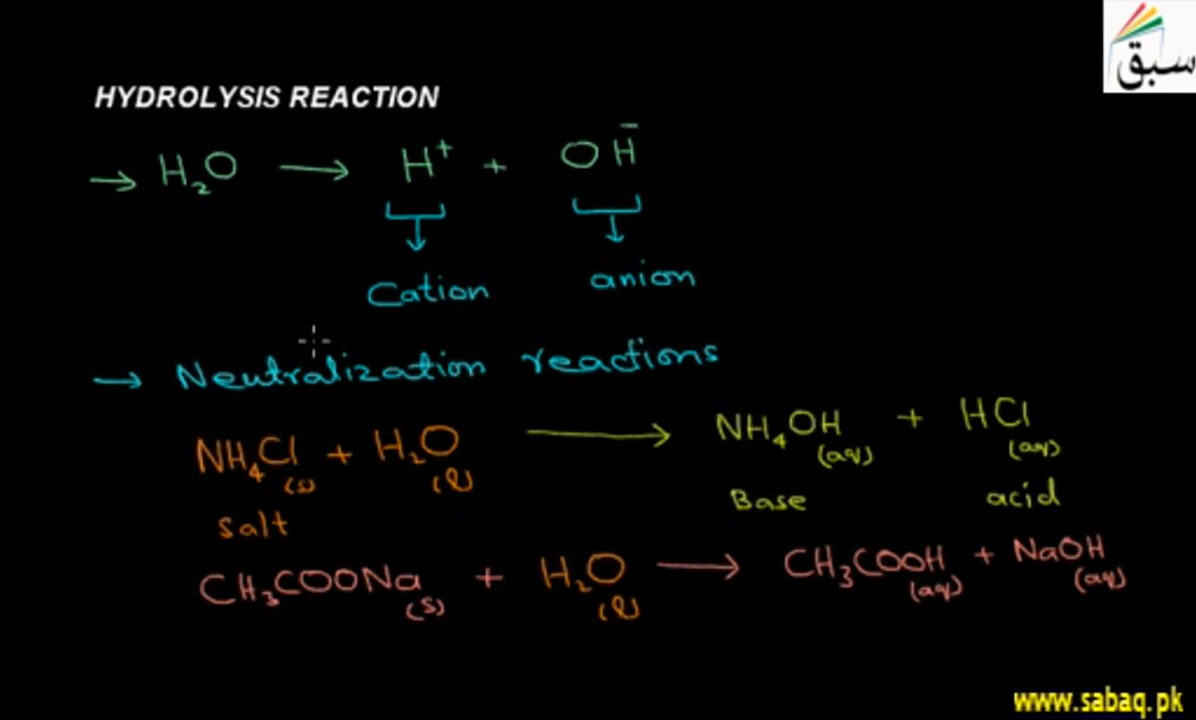 سبق
HYDROLYSIS REACTION
→ H₂O → H⁺ + OH⁻
Cation anion
→ Neutralization reactions
NH₄Cl(s) + H₂O(l) → NH₄OH(aq) + HCl(aq)
Salt Base acid
CH₃COONa(s) + H₂O(l) → CH₃COOH(aq) + NaOH(aq)
www.sabaq.pk